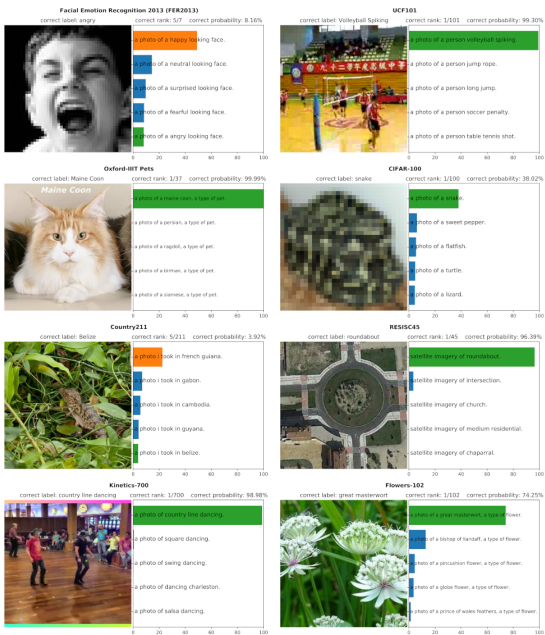 Facial Emotion Recognition 2013 (FER2013)
correct label: angry correct rank: 5/7 correct probability: 8.16%
a photo of a happy looking face.
a photo of a neutral looking face.
a photo of a surprised looking face.
a photo of a fearful looking face.
a photo of a angry looking face.
0 20 40 60 80 100
UCF101
correct label: Volleyball Spiking correct rank: 1/101 correct probability: 99.30%
a photo of a person volleyball spiking.
a photo of a person jump rope.
a photo of a person long jump.
a photo of a person soccer penalty.
a photo of a person table tennis shot.
0 20 40 60 80 100
Oxford-IIIT Pets
correct label: Maine Coon correct rank: 1/37 correct probability: 99.99%
Maine Coon
a photo of a maine coon, a type of pet.
a photo of a persian, a type of pet.
a photo of a ragdoll, a type of pet.
a photo of a birman, a type of pet.
a photo of a siamese, a type of pet.
0 20 40 60 80 100
CIFAR-100
correct label: snake correct rank: 1/100 correct probability: 38.02%
a photo of a snake.
a photo of a sweet pepper.
a photo of a flatfish.
a photo of a turtle.
a photo of a lizard.
0 20 40 60 80 100
Country211
correct label: Belize correct rank: 5/211 correct probability: 3.92%
a photo i took in french guiana.
a photo i took in gabon.
a photo i took in cambodia.
a photo i took in guyana.
a photo i took in belize.
0 20 40 60 80 100
RESISC45
correct label: roundabout correct rank: 1/45 correct probability: 96.39%
satellite imagery of roundabout.
satellite imagery of intersection.
satellite imagery of church.
satellite imagery of medium residential.
satellite imagery of chaparral.
0 20 40 60 80 100
Kinetics-700
correct label: country line dancing correct rank: 1/700 correct probability: 98.98%
a photo of country line dancing.
a photo of square dancing.
a photo of swing dancing.
a photo of dancing charleston.
a photo of salsa dancing.
0 20 40 60 80 100
Flowers-102
correct label: great masterwort correct rank: 1/102 correct probability: 74.25%
a photo of a great masterwort, a type of flower.
a photo of a bishop of llandaff, a type of flower.
a photo of a pincushion flower, a type of flower.
a photo of a globe flower, a type of flower.
a photo of a prince of wales feathers, a type of flower.
0 20 40 60 80 100